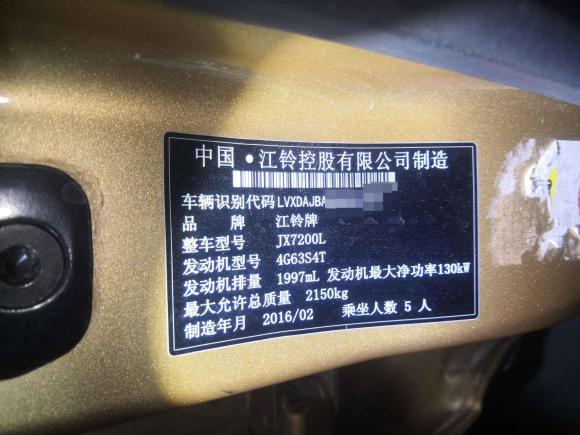 中国·江铃控股有限公司制造
车辆识别代码 LVXDAJBA
品 牌 江铃牌
整车型号 JX7200L
发动机型号 4G63S4T
发动机排量 1997mL 发动机最大净功率130kW
最大允许总质量 2150kg
制造年月 2016/02 乘坐人数 5 人